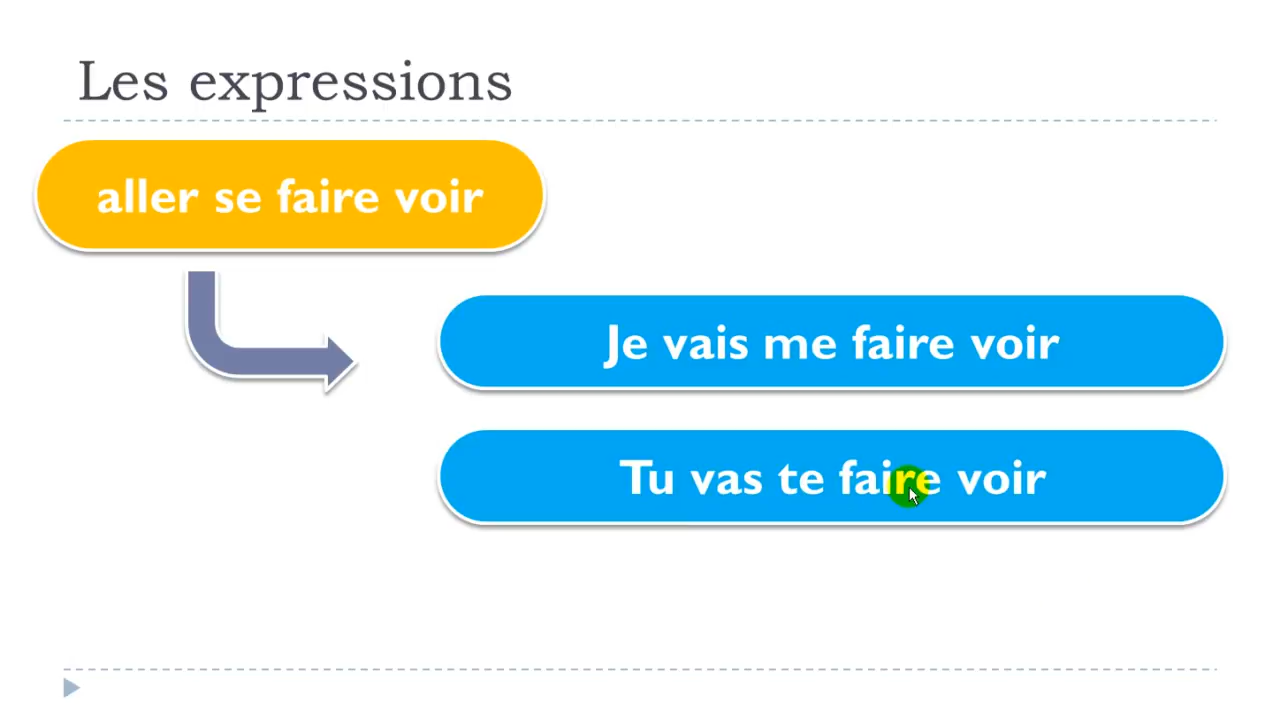 Les expressions
aller se faire voir
Je vais me faire voir
Tu vas te faire voir